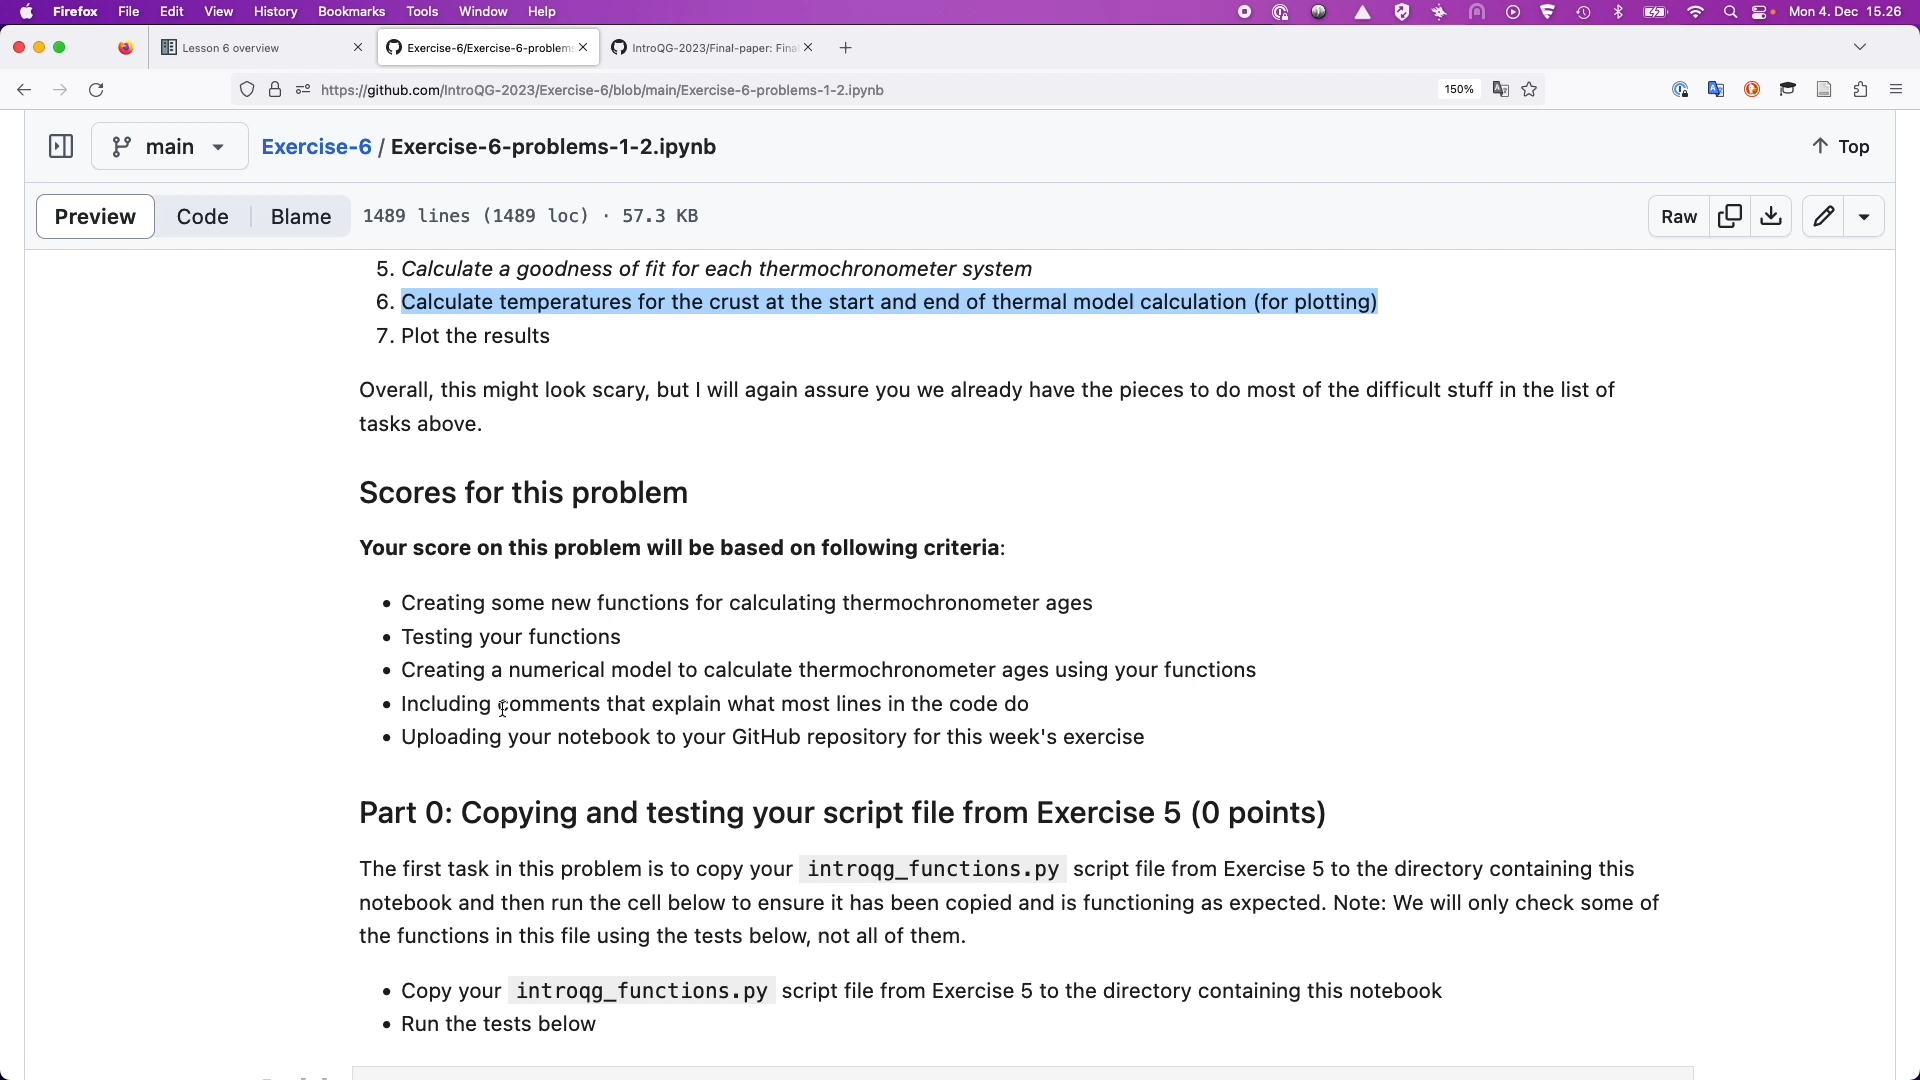 Firefox File Edit View History Bookmarks Tools Window Help Mon 4. Dec 15.26
Lesson 6 overview Exercise-6/Exercise-6-problem IntroQG-2023/Final-paper: Fina
https://github.com/IntroQG-2023/Exercise-6/blob/main/Exercise-6-problems-1-2.ipynb 150%
main Exercise-6 / Exercise-6-problems-1-2.ipynb Top
Preview Code Blame 1489 lines (1489 loc) · 57.3 KB Raw
5. Calculate a goodness of fit for each thermochronometer system
6. Calculate temperatures for the crust at the start and end of thermal model calculation (for plotting)
7. Plot the results
Overall, this might look scary, but I will again assure you we already have the pieces to do most of the difficult stuff in the list of
tasks above.
Scores for this problem
Your score on this problem will be based on following criteria:
• Creating some new functions for calculating thermochronometer ages
• Testing your functions
• Creating a numerical model to calculate thermochronometer ages using your functions
• Including comments that explain what most lines in the code do
• Uploading your notebook to your GitHub repository for this week's exercise
Part 0: Copying and testing your script file from Exercise 5 (0 points)
The first task in this problem is to copy your introqg_functions.py script file from Exercise 5 to the directory containing this
notebook and then run the cell below to ensure it has been copied and is functioning as expected. Note: We will only check some of
the functions in this file using the tests below, not all of them.
• Copy your introqg_functions.py script file from Exercise 5 to the directory containing this notebook
• Run the tests below